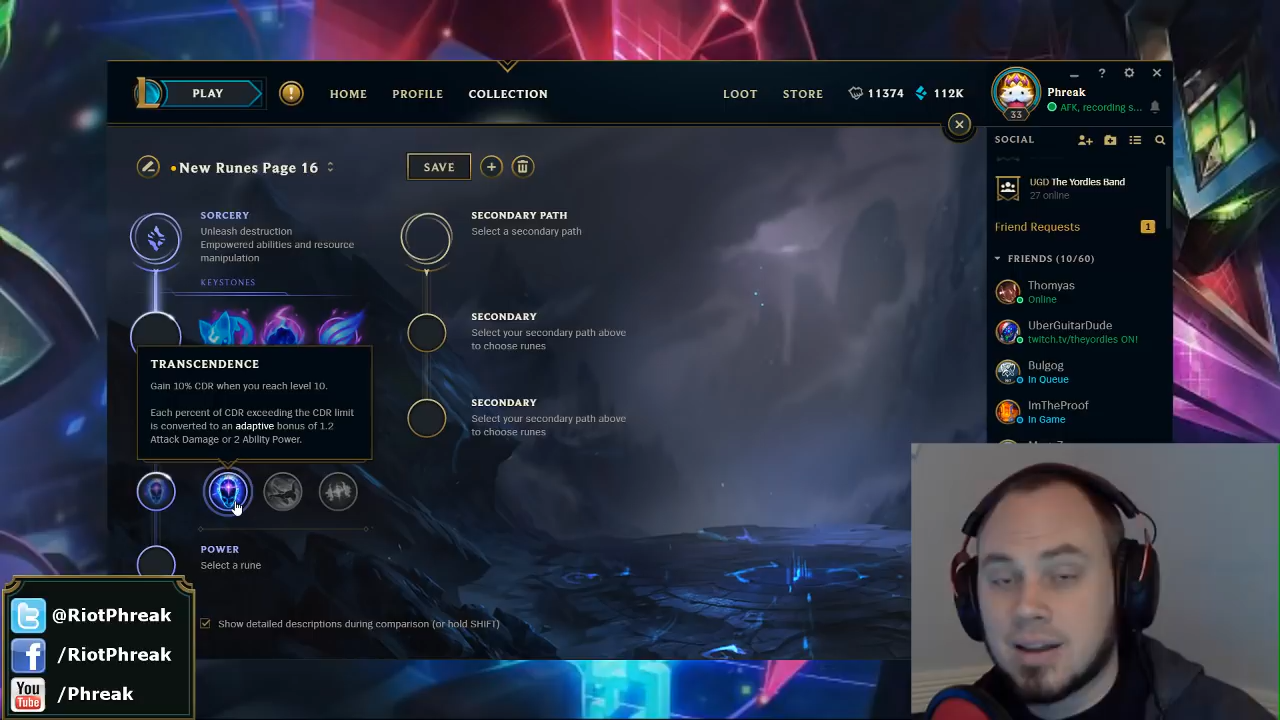 PLAY
HOME
PROFILE
COLLECTION
LOOT
STORE
11374
112K
33
Phreak
AFK, recording s...
New Runes Page 16
SAVE
SORCERY
Unleash destruction
Empowered abilities and resource
manipulation
KEYSTONES
TRANSCENDENCE
Gain 10% CDR when you reach level 10.
Each percent of CDR exceeding the CDR limit
is converted to an adaptive bonus of 1.2
Attack Damage or 2 Ability Power.
POWER
Select a rune
Show detailed descriptions during comparison (or hold SHIFT)
SECONDARY PATH
Select a secondary path
SECONDARY
Select your secondary path above
to choose runes
SECONDARY
Select your secondary path above
to choose runes
SOCIAL
UGD The Yordles Band
27 online
Friend Requests
1
FRIENDS (10/60)
Thomyas
Online
UberGuitarDude
twitch.tv/theyordles ON!
Bulgog
In Queue
ImTheProof
In Game
@RiotPhreak
/RiotPhreak
You
Tube
/Phreak